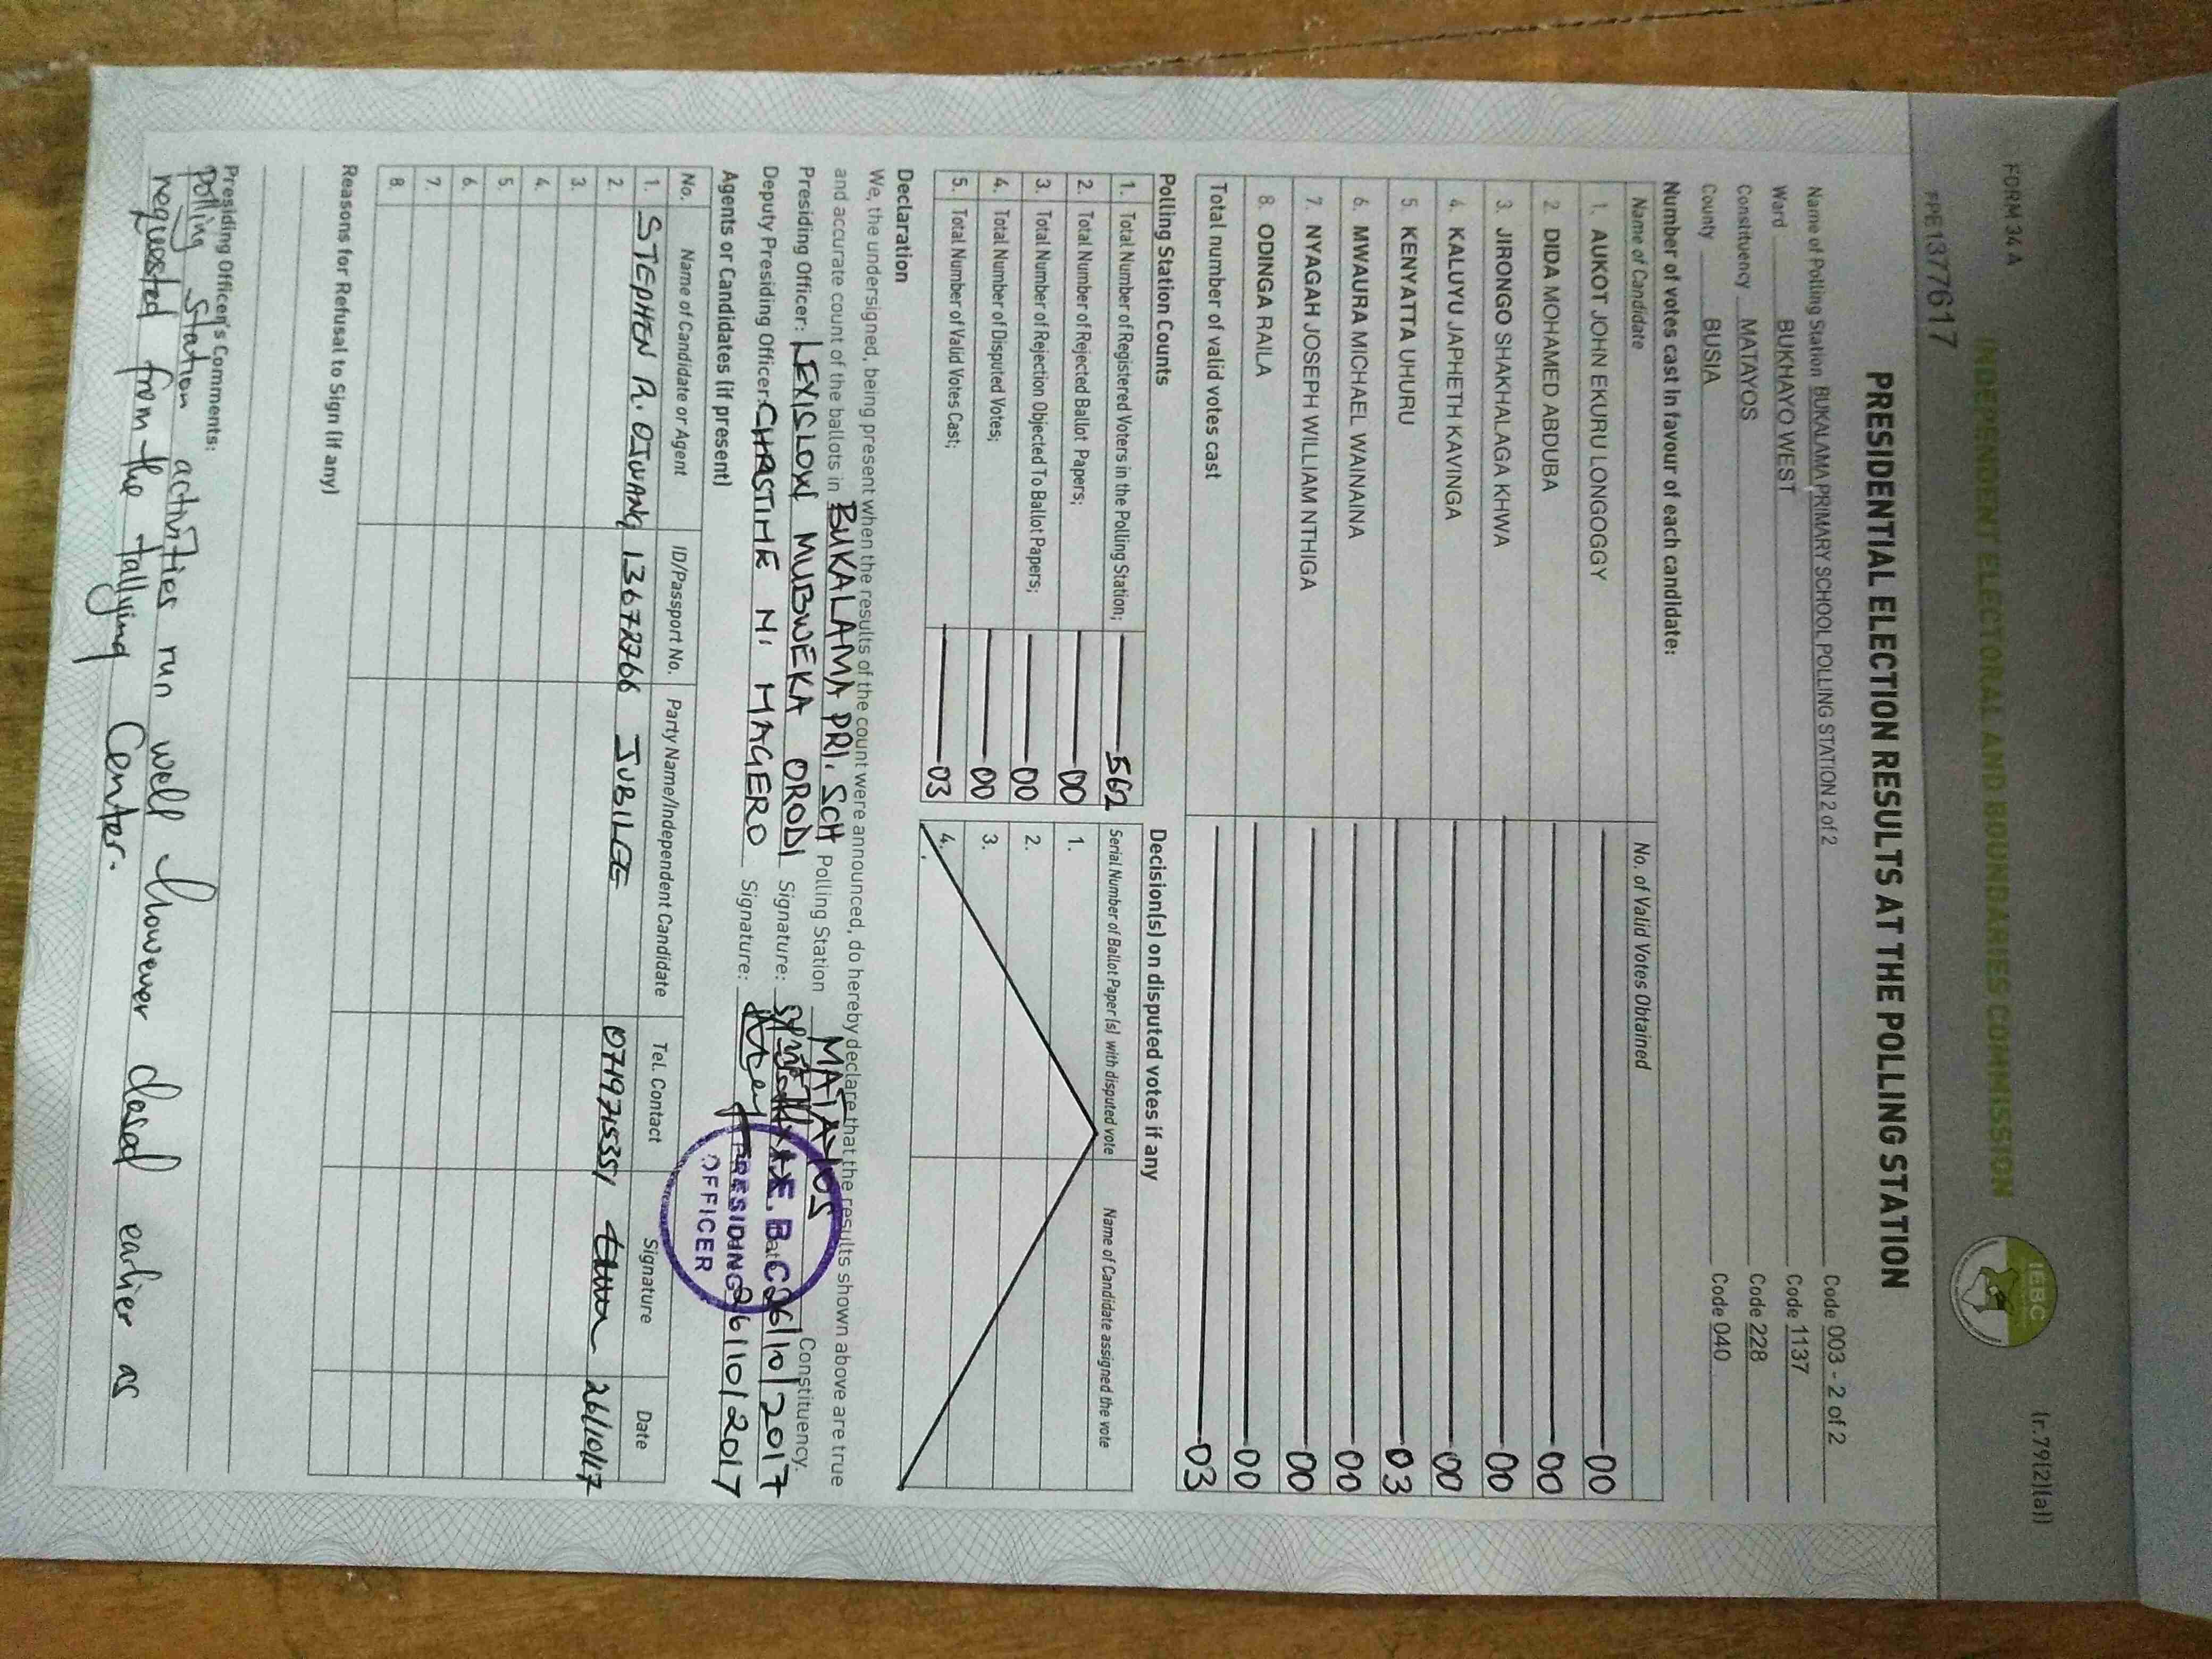 FORM 34 A
(r.79(2)(a))
INDEPENDENT ELECTORAL AND BOUNDARIES COMMISSION
IEBC
PRE1377617
PRESIDENTIAL ELECTION RESULTS AT THE POLLING STATION
Name of Polling Station BUKALAMA PRIMARY SCHOOL POLLING STATION 2 of 2 Code 003 - 2 of 2
Ward BUKHAYO WEST Code 1137
Constituency MATAYOS Code 228
County BUSIA Code 040
Number of votes cast in favour of each candidate:
Name of Candidate No. of Valid Votes Obtained
1. AUKOT JOHN EKURU LONGOGGY 00
2. DIDA MOHAMED ABDUBA 00
3. JIRONGO SHAKHALAGA KHWA 00
4. KALUYU JAPHETH KAVINGA 00
5. KENYATTA UHURU 03
6. MWAURA MICHAEL WAINAINA 00
7. NYAGAH JOSEPH WILLIAM NTHIGA 00
8. ODINGA RAILA 00
Total number of valid votes cast 03
Polling Station Counts
1. Total Number of Registered Voters in the Polling Station; 562
2. Total Number of Rejected Ballot Papers; 00
3. Total Number of Rejection Objected To Ballot Papers; 00
4. Total Number of Disputed Votes; 00
5. Total Number of Valid Votes Cast; 03
Decision(s) on disputed votes if any
Serial Number of Ballot Paper(s) with disputed vote Name of Candidate assigned the vote
1.
2.
3.
4.
Declaration
We, the undersigned, being present when the results of the count were announced, do hereby declare that the results shown above are true
and accurate count of the ballots in BUKALAMA PRI. SCH Polling Station MATAYOS Constituency.
Presiding Officer: LEXISLOW MUBWEKA ORODI Signature: Date 26/10/2017
Deputy Presiding Officer: CHRSTINE N. MAGERO Signature: 26/10/2017
I.E.B.C
PRESIDING
OFFICER
Agents or Candidates (if present)
No. Name of Candidate or Agent ID/Passport No. Party Name/Independent Candidate Tel. Contact Signature Date
1. STEPHEN R. OJWANG 13672766 JUBILEE 0719715351 26/10/17
2.
3.
4.
5.
6.
7.
8.
Reasons for Refusal to Sign (if any)
Presiding Officer's Comments:
Polling Station activities run well however closed earlier as
requested from the tallying Center.